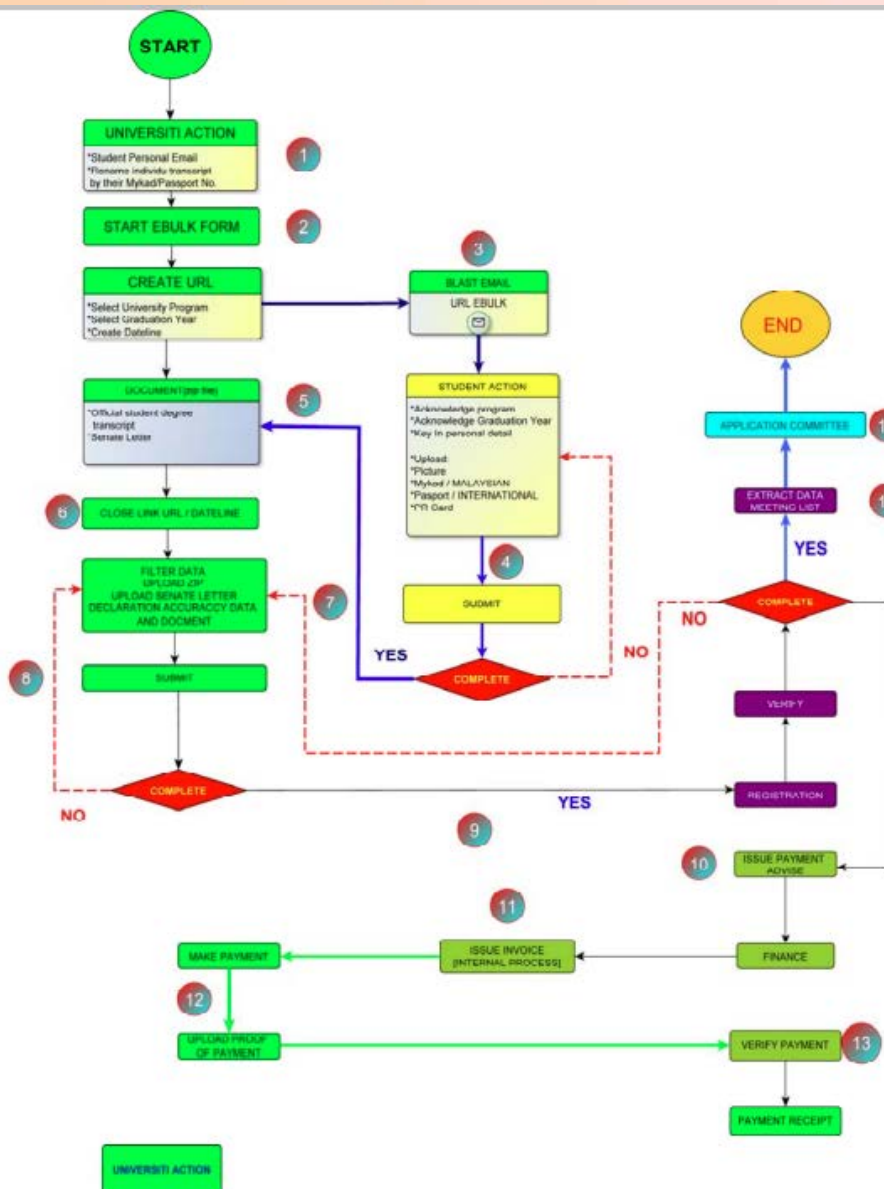 START
UNIVERSITI ACTION
*Student Personal Email
*Rename individu transcript
by their Mykad/Passport No.
1
START EBULK FORM
2
CREATE URL
*Select University Program
*Select Graduation Year
*Create Dateline
3
BLAST EMAIL
URL EBULK
STUDENT ACTION
*Acknowledge program
*Acknowledge Graduation Year
*Key in personal detail
*Upload:
*Picture
*Mykad / MALAYSIAN
*Pasport / INTERNATIONAL
*PR Card
4
SUBMIT
COMPLETE
YES
NO
5
*Official student degree
transcript
*Senate Letter
6
CLOSE LINK URL / DATELINE
FILTER DATA
UPLOAD ZIP
UPLOAD SENATE LETTER
DECLARATION ACCURACCY DATA
AND DOCMENT
7
8
SUBMIT
COMPLETE
NO
YES
9
REGISTRATION
VERIFY
COMPLETE
NO
YES
EXTRACT DATA
MEETING LIST
APPLICATION COMMITTEE
END
10
ISSUE PAYMENT
ADVISE
FINANCE
11
ISSUE INVOICE
[INTERNAL PROCESS]
MAKE PAYMENT
12
UPLOAD PROOF
OF PAYMENT
VERIFY PAYMENT
13
PAYMENT RECEIPT
UNIVERSITI ACTION